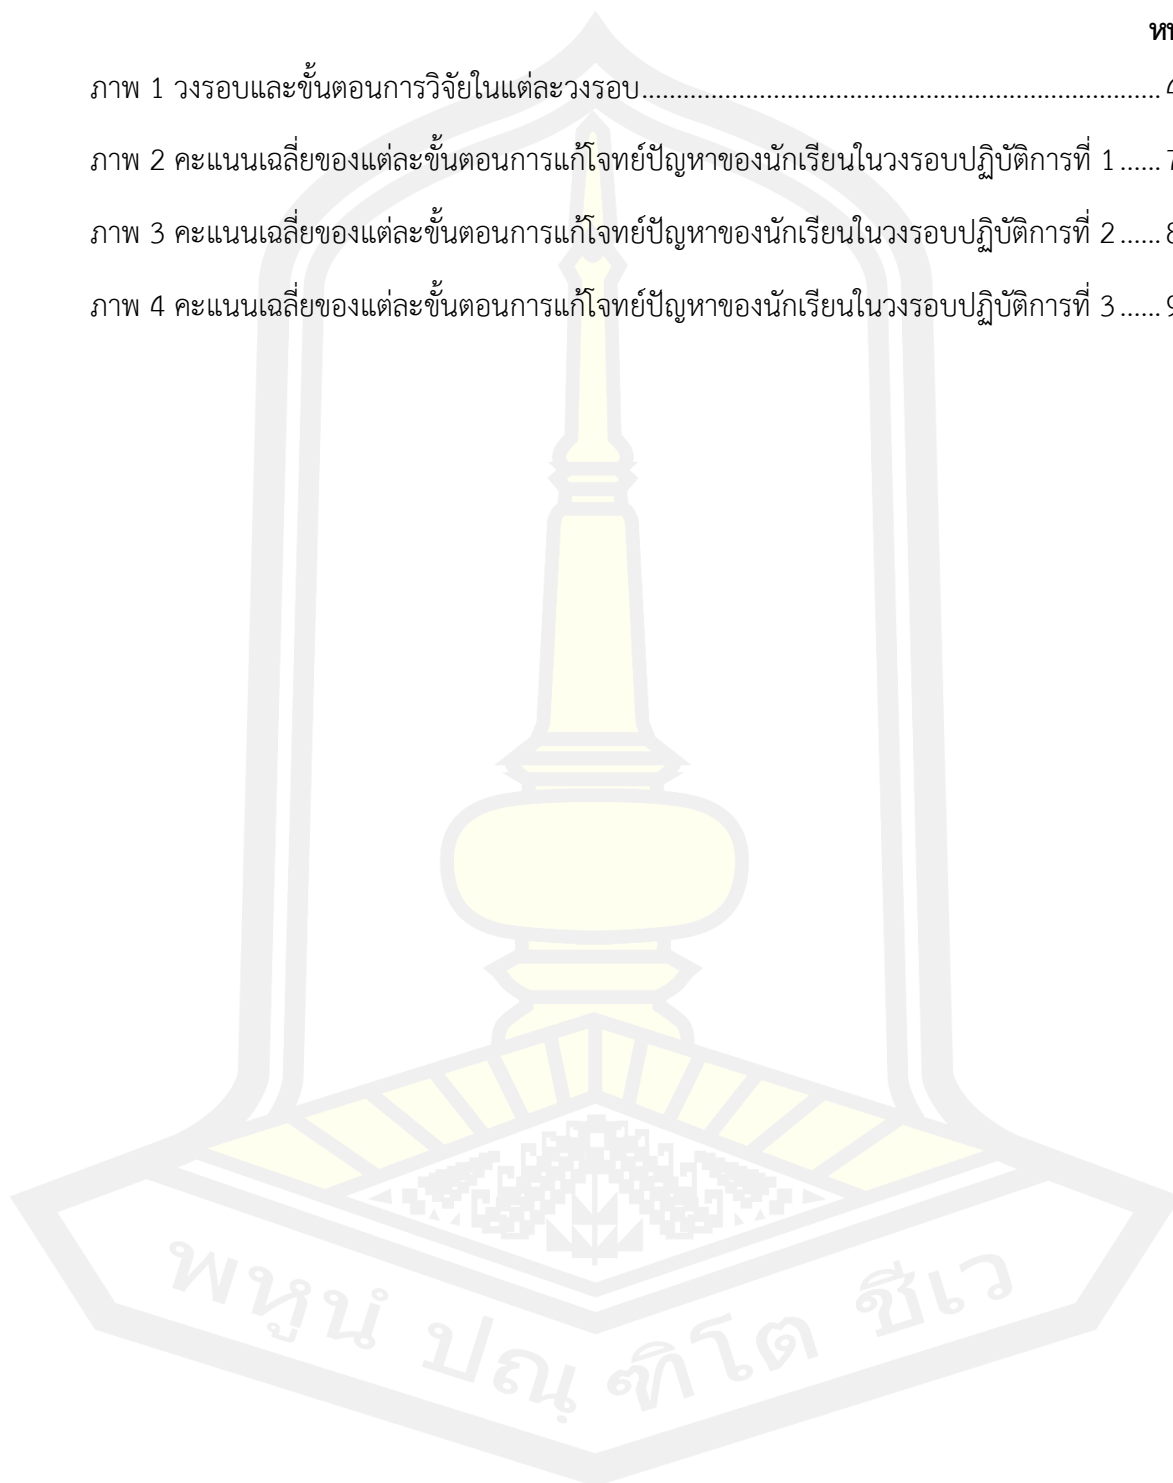 ภาพ 1 วงรอบและขั้นตอนการวิจัยในแต่ละวงรอบ...........................................................................
ภาพ 2 คะแนนเฉลี่ยของแต่ละขั้นตอนการแก้โจทย์ปัญหาของนักเรียนในวงรอบปฏิบัติการที่ 1 ......
ภาพ 3 คะแนนเฉลี่ยของแต่ละขั้นตอนการแก้โจทย์ปัญหาของนักเรียนในวงรอบปฏิบัติการที่ 2 ......
ภาพ 4 คะแนนเฉลี่ยของแต่ละขั้นตอนการแก้โจทย์ปัญหาของนักเรียนในวงรอบปฏิบัติการที่ 3 ......
พหูนํ ปณฺฑิโต ชีเว